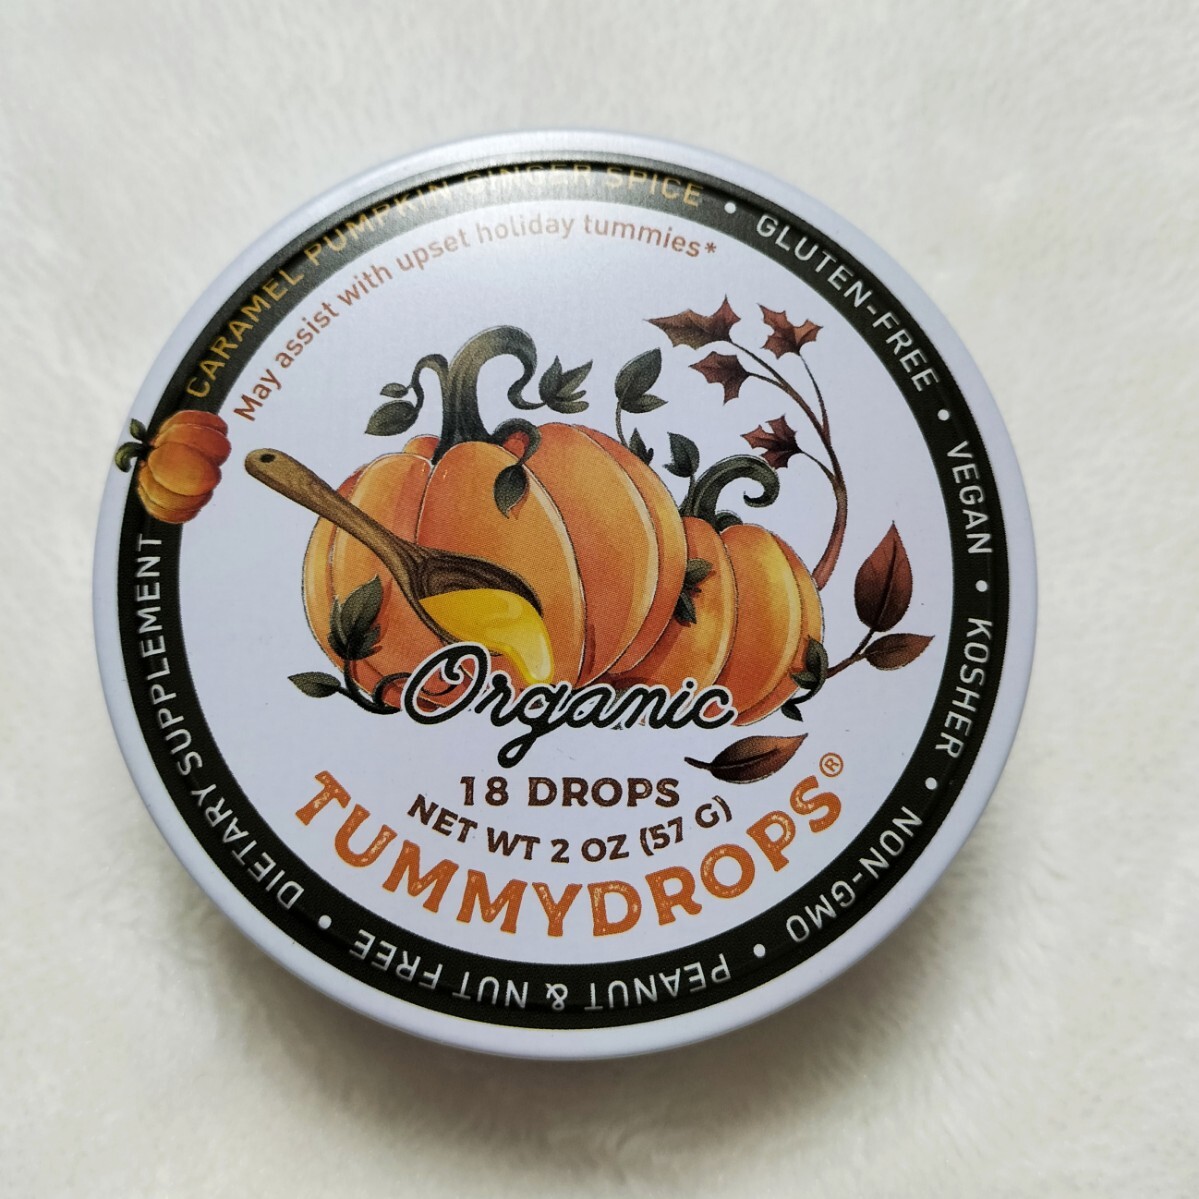 CARAMEL PUMPKIN GINGER SPICE • GLUTEN-FREE • VEGAN • KOSHER • NON-GMO • PEANUT & NUT FREE • DIETARY SUPPLEMENT
May assist with upset holiday tummies*
Organic
18 DROPS
NET WT 2 OZ (57 G)
TUMMYDROPS®